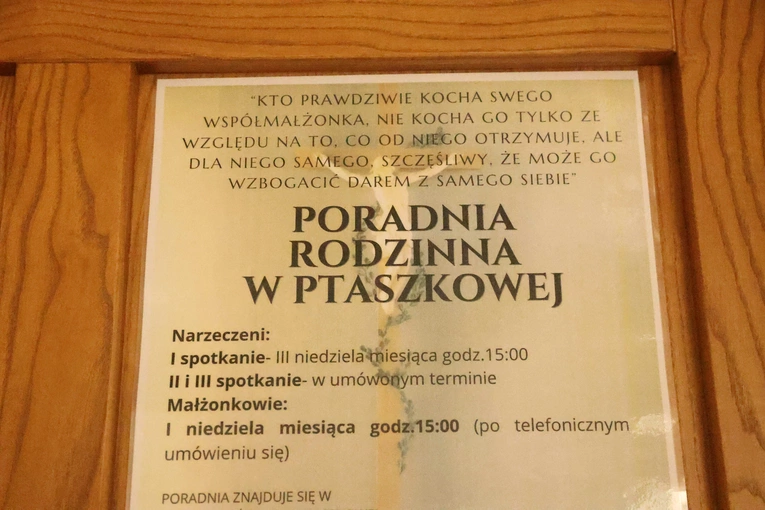 "KTO PRAWDZIWIE KOCHA SWEGO
WSPÓŁMAŁŻONKA, NIE KOCHA GO TYLKO ZE
WZGLĘDU NA TO, CO OD NIEGO OTRZYMUJE, ALE
DLA NIEGO SAMEGO, SZCZĘŚLIWY, ŻE MOŻE GO
WZBOGACIĆ DAREM Z SAMEGO SIEBIE"
PORADNIA
RODZINNA
W PTASZKOWEJ
Narzeczeni:
I spotkanie- III niedziela miesiąca godz.15:00
II i III spotkanie- w umówonym terminie
Małżonkowie:
I niedziela miesiąca godz.15:00 (po telefonicznym
umówieniu się)
PORADNIA ZNAJDUJE SIĘ W